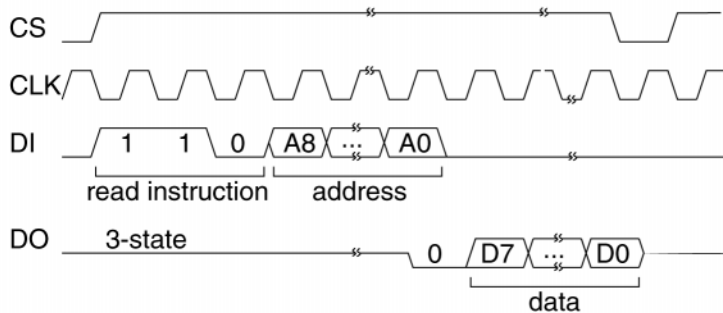 CS
CLK
DI 1 1 0 A8 ... A0
read instruction address
DO 3-state 0 D7 ... D0
data